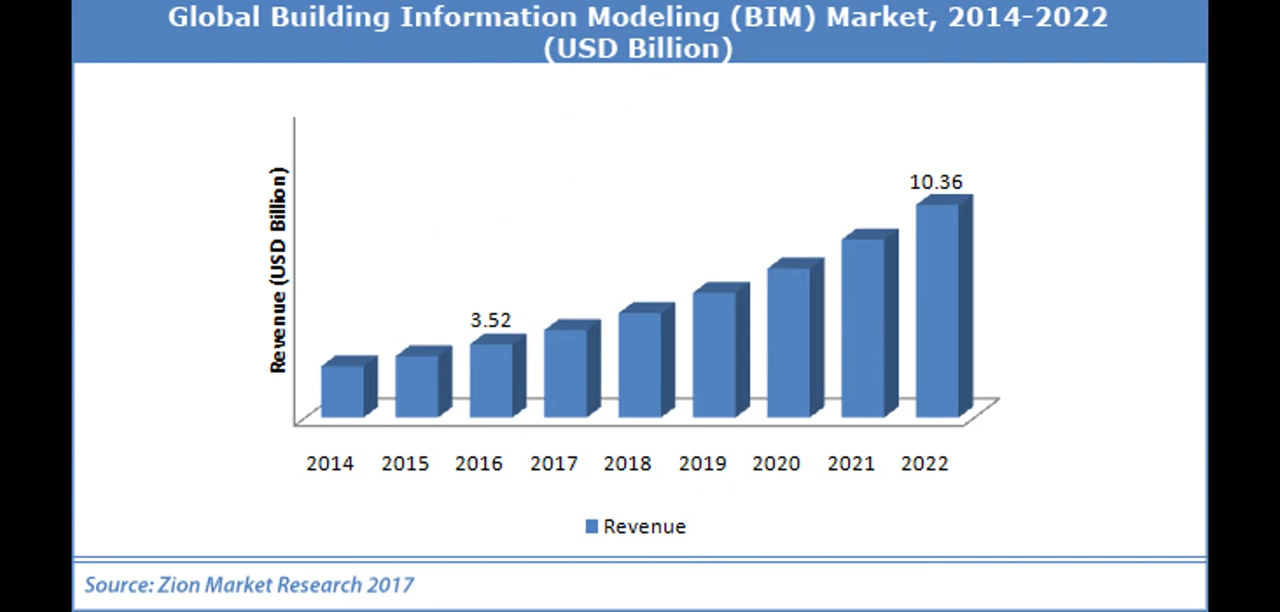 Global Building Information Modeling (BIM) Market, 2014-2022
(USD Billion)
Revenue (USD Billion)
10.36
3.52
2014 2015 2016 2017 2018 2019 2020 2021 2022
Revenue
Source: Zion Market Research 2017